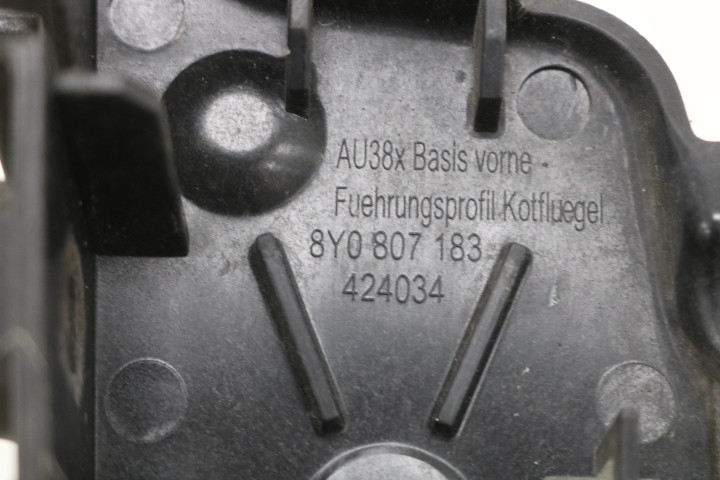 AU38x Basis vorne -
Fuehrungsprofil Kotfluegel
8Y0 807 183
424034